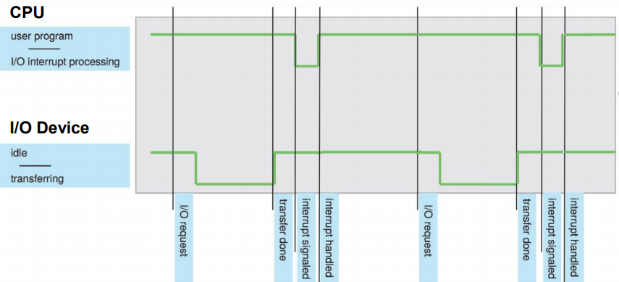 CPU
user program
I/O interrupt processing
I/O Device
idle
transferring
I/O request
transfer done
interrupt signaled
interrupt handled
I/O request
transfer done
interrupt signaled
interrupt handled